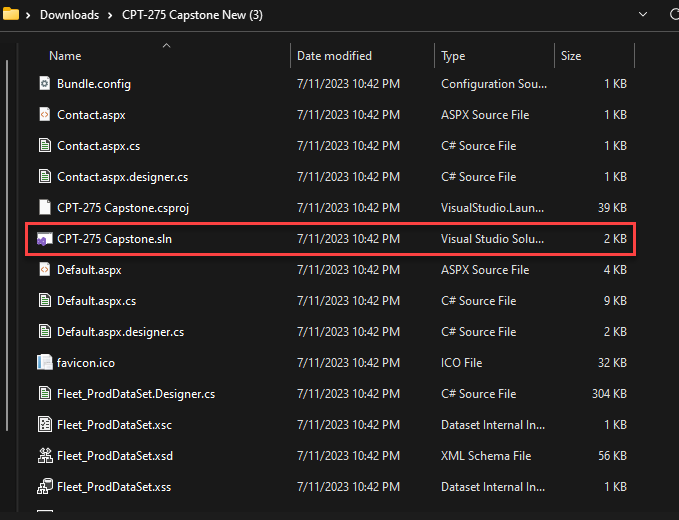 Downloads > CPT-275 Capstone New (3)
Name Date modified Type Size
Bundle.config 7/11/2023 10:42 PM Configuration Sou... 1 KB
Contact.aspx 7/11/2023 10:42 PM ASPX Source File 1 KB
Contact.aspx.cs 7/11/2023 10:42 PM C# Source File 1 KB
Contact.aspx.designer.cs 7/11/2023 10:42 PM C# Source File 1 KB
CPT-275 Capstone.csproj 7/11/2023 10:42 PM VisualStudio.Laun... 39 KB
CPT-275 Capstone.sln 7/11/2023 10:42 PM Visual Studio Solu... 2 KB
Default.aspx 7/11/2023 10:42 PM ASPX Source File 4 KB
Default.aspx.cs 7/11/2023 10:42 PM C# Source File 9 KB
Default.aspx.designer.cs 7/11/2023 10:42 PM C# Source File 2 KB
favicon.ico 7/11/2023 10:42 PM ICO File 32 KB
Fleet_ProdDataSet.Designer.cs 7/11/2023 10:42 PM C# Source File 304 KB
Fleet_ProdDataSet.xsc 7/11/2023 10:42 PM Dataset Internal In... 1 KB
Fleet_ProdDataSet.xsd 7/11/2023 10:42 PM XML Schema File 56 KB
Fleet_ProdDataSet.xss 7/11/2023 10:42 PM Dataset Internal In... 1 KB